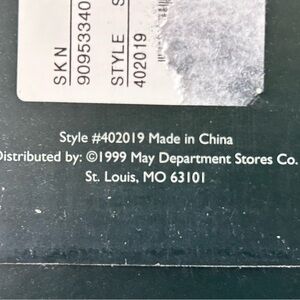 SKN
90953340
STYLE S
402019
Style #402019 Made in China
Distributed by: ©1999 May Department Stores Co.
St. Louis, MO 63101